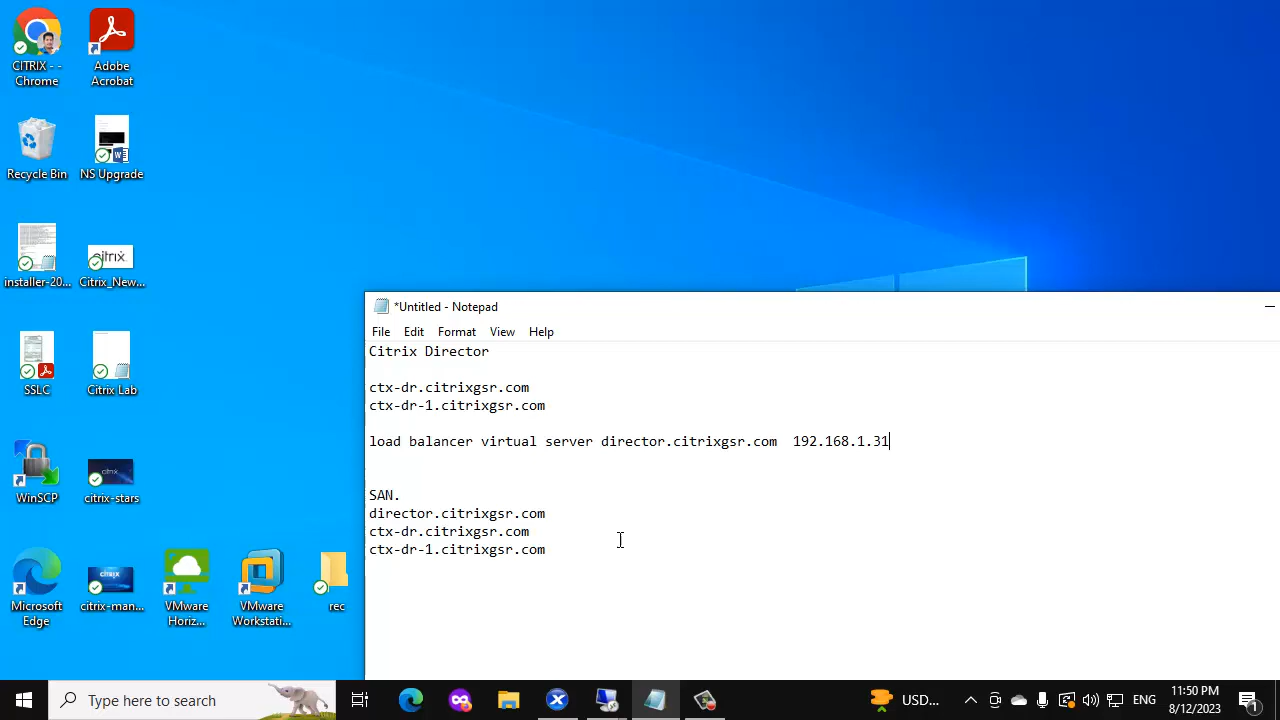 CITRIX - -
Chrome
Adobe
Acrobat
Recycle Bin
NS Upgrade
installer-20...
citrix
Citrix_New...
SSLC
Citrix Lab
WinSCP
citrix
citrix-stars
Microsoft
Edge
citrix
citrix-man...
VMware
Horiz...
VMware
Workstati...
rec
*Untitled - Notepad
File Edit Format View Help
Citrix Director
ctx-dr.citrixgsr.com
ctx-dr-1.citrixgsr.com
load balancer virtual server director.citrixgsr.com  192.168.1.31
SAN.
director.citrixgsr.com
ctx-dr.citrixgsr.com
ctx-dr-1.citrixgsr.com
Type here to search
USD...
ENG
11:50 PM
8/12/2023
1